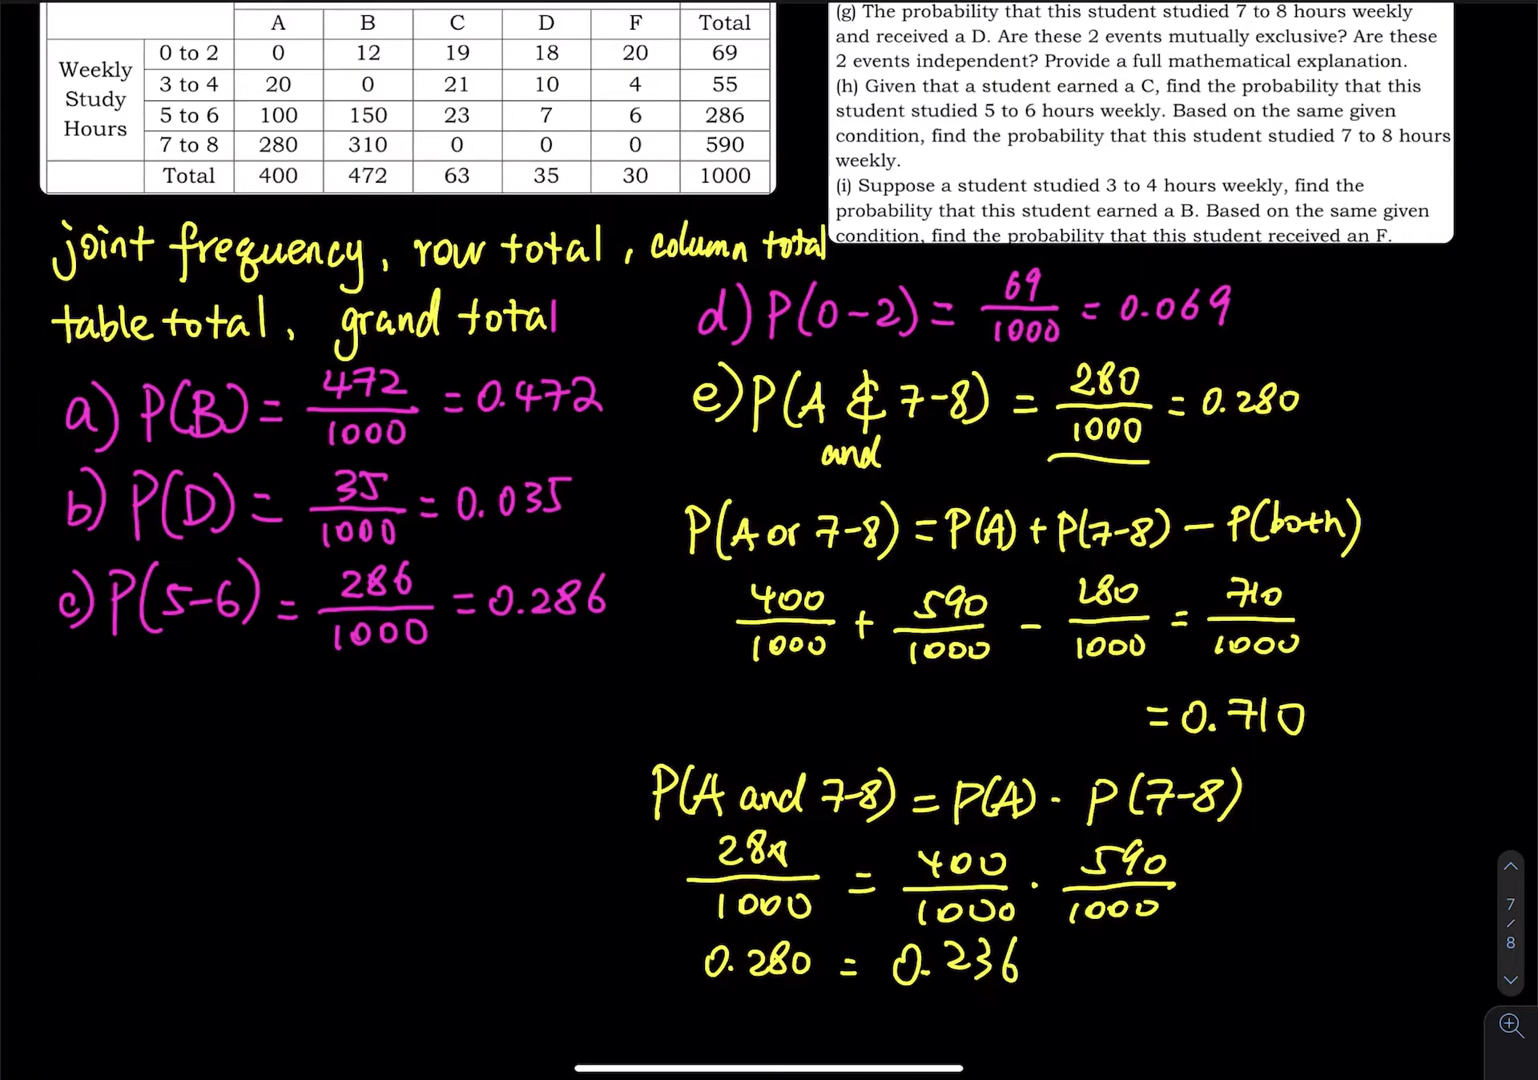 A B C D F Total
Weekly Study Hours
0 to 2 0 12 19 18 20 69
3 to 4 20 0 21 10 4 55
5 to 6 100 150 23 7 6 286
7 to 8 280 310 0 0 0 590
Total 400 472 63 35 30 1000
(g) The probability that this student studied 7 to 8 hours weekly
and received a D. Are these 2 events mutually exclusive? Are these
2 events independent? Provide a full mathematical explanation.
(h) Given that a student earned a C, find the probability that this
student studied 5 to 6 hours weekly. Based on the same given
condition, find the probability that this student studied 7 to 8 hours
weekly.
(i) Suppose a student studied 3 to 4 hours weekly, find the
probability that this student earned a B. Based on the same given
condition, find the probability that this student received an F.
joint frequency, row total, column total
table total, grand total
a) P(B) = 472/1000 = 0.472
b) P(D) = 35/1000 = 0.035
c) P(5-6) = 286/1000 = 0.286
d) P(0-2) = 69/1000 = 0.069
e) P(A & 7-8) = 280/1000 = 0.280
and
P(A or 7-8) = P(A) + P(7-8) - P(both)
400/1000 + 590/1000 - 280/1000 = 710/1000
= 0.710
P(A and 7-8) = P(A) · P(7-8)
280/1000 = 400/1000 · 590/1000
0.280 = 0.236
7
/
8